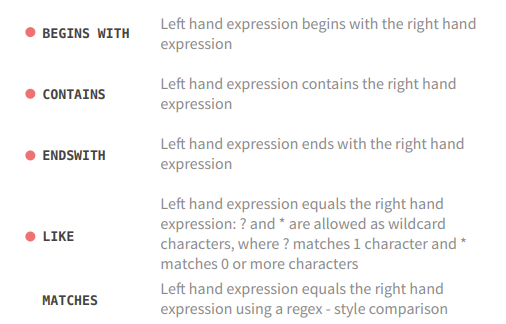 BEGINS WITH
Left hand expression begins with the right hand
expression
CONTAINS
Left hand expression contains the right hand
expression
ENDSWITH
Left hand expression ends with the right hand
expression
LIKE
Left hand expression equals the right hand
expression: ? and * are allowed as wildcard
characters, where ? matches 1 character and *
matches 0 or more characters
MATCHES
Left hand expression equals the right hand
expression using a regex - style comparison